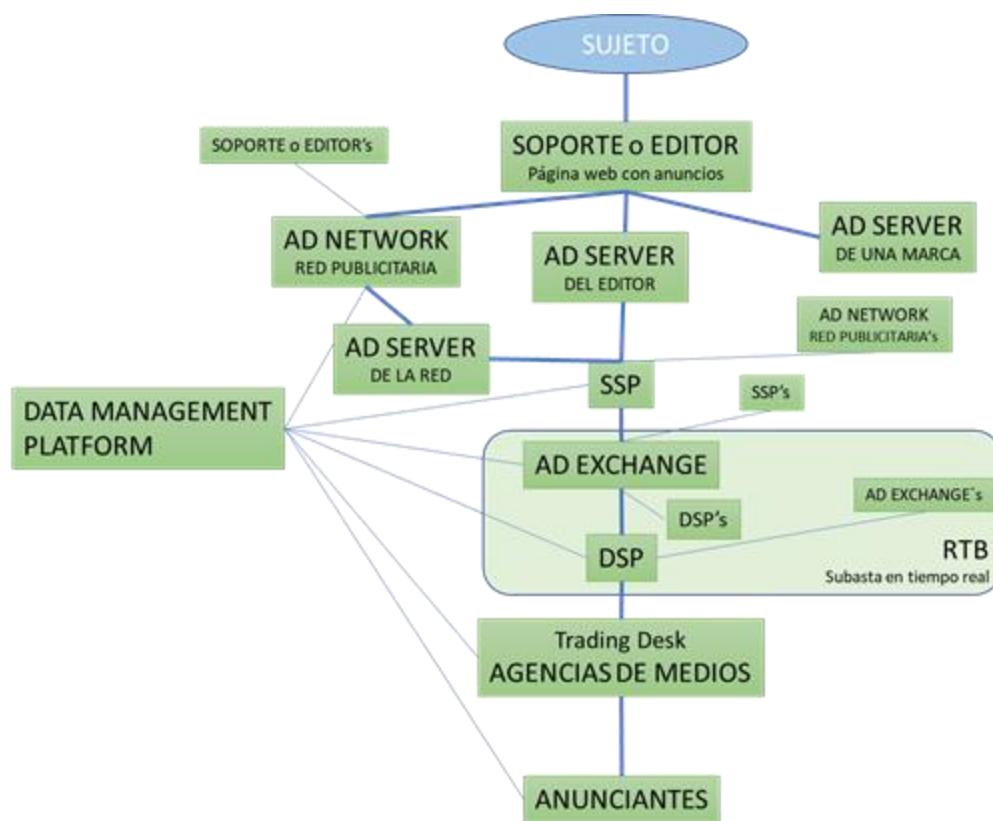 SUJETO
SOPORTE o EDITOR
Página web con anuncios
SOPORTE o EDITOR's
AD NETWORK
RED PUBLICITARIA
AD SERVER
DEL EDITOR
AD SERVER
DE UNA MARCA
AD SERVER
DE LA RED
AD NETWORK
RED PUBLICITARIA's
SSP
SSP's
DATA MANAGEMENT
PLATFORM
AD EXCHANGE
AD EXCHANGE`s
DSP's
DSP
RTB
Subasta en tiempo real
Trading Desk
AGENCIAS DE MEDIOS
ANUNCIANTES